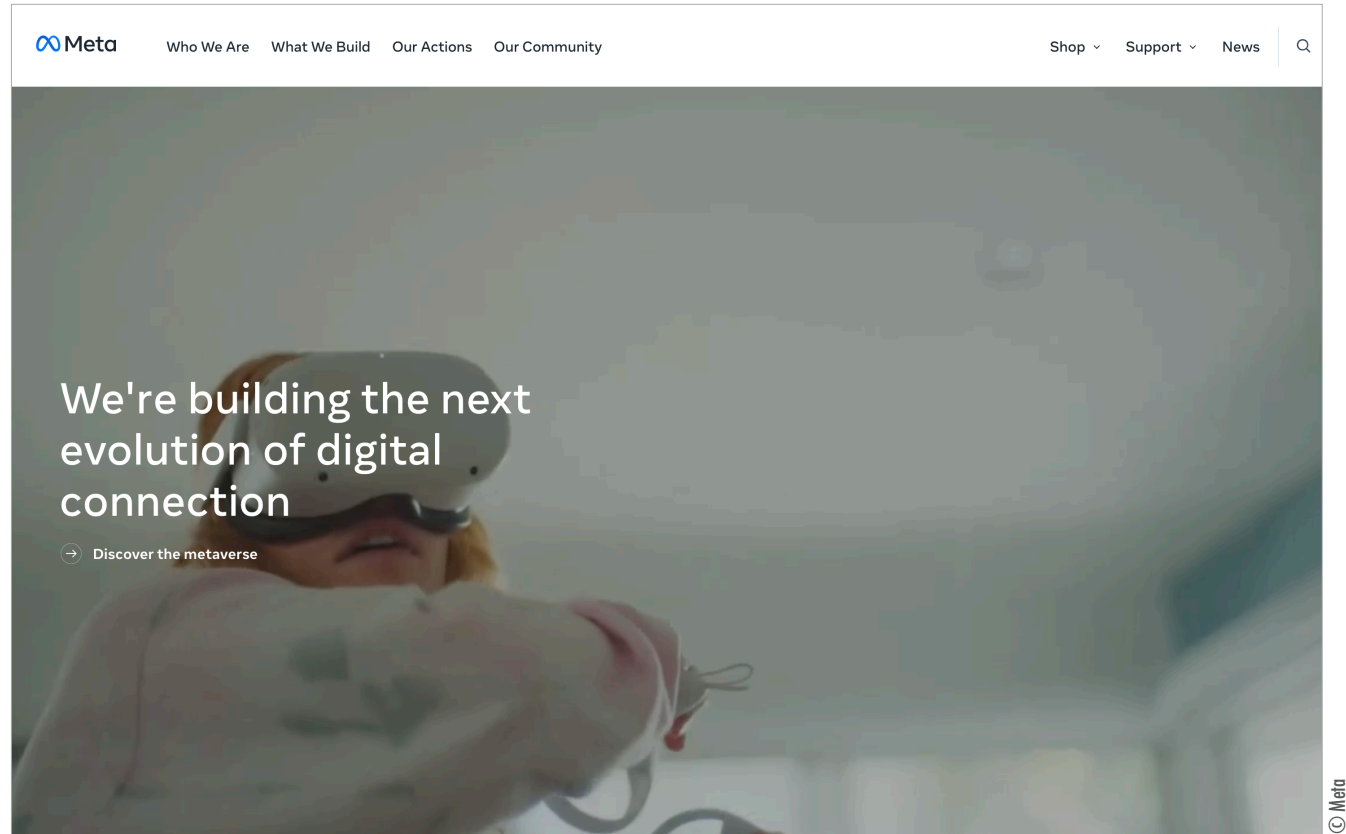 Meta
Who We Are What We Build Our Actions Our Community
Shop Support News
We're building the next
evolution of digital
connection
Discover the metaverse
© Meta